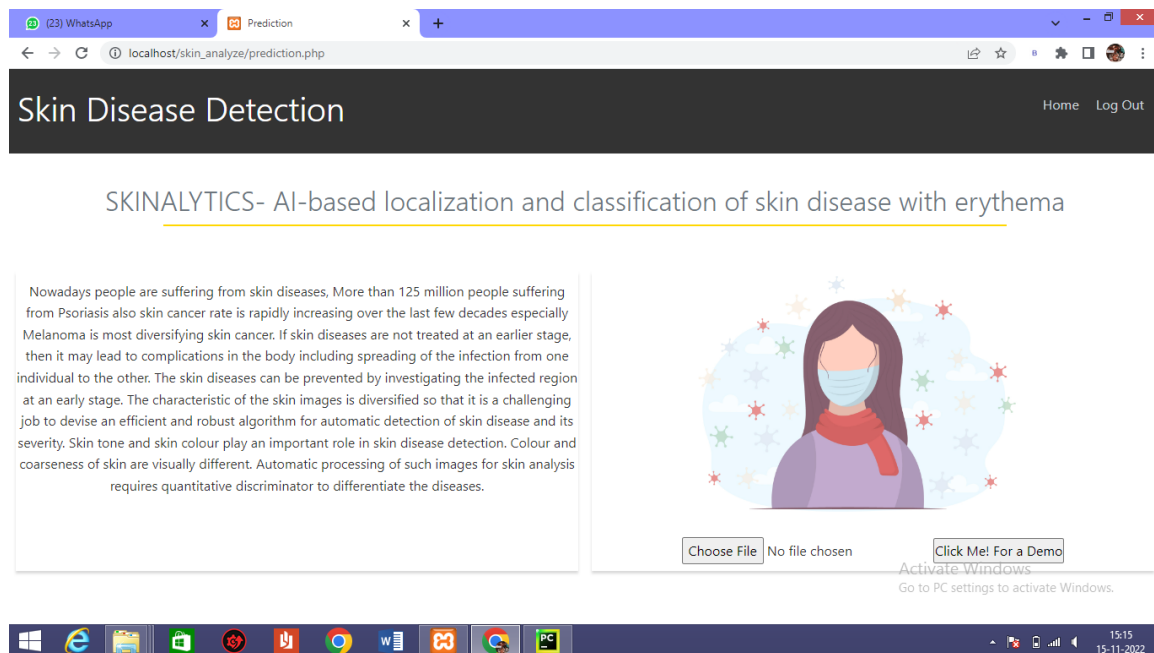 23 (23) WhatsApp
Prediction
localhost/skin_analyze/prediction.php
B
Skin Disease Detection
Home Log Out
SKINALYTICS- AI-based localization and classification of skin disease with erythema
Nowadays people are suffering from skin diseases, More than 125 million people suffering
from Psoriasis also skin cancer rate is rapidly increasing over the last few decades especially
Melanoma is most diversifying skin cancer. If skin diseases are not treated at an earlier stage,
then it may lead to complications in the body including spreading of the infection from one
individual to the other. The skin diseases can be prevented by investigating the infected region
at an early stage. The characteristic of the skin images is diversified so that it is a challenging
job to devise an efficient and robust algorithm for automatic detection of skin disease and its
severity. Skin tone and skin colour play an important role in skin disease detection. Colour and
coarseness of skin are visually different. Automatic processing of such images for skin analysis
requires quantitative discriminator to differentiate the diseases.
Choose File No file chosen
Click Me! For a Demo
Activate Windows
Go to PC settings to activate Windows.
W
PC
15:15
15-11-2022